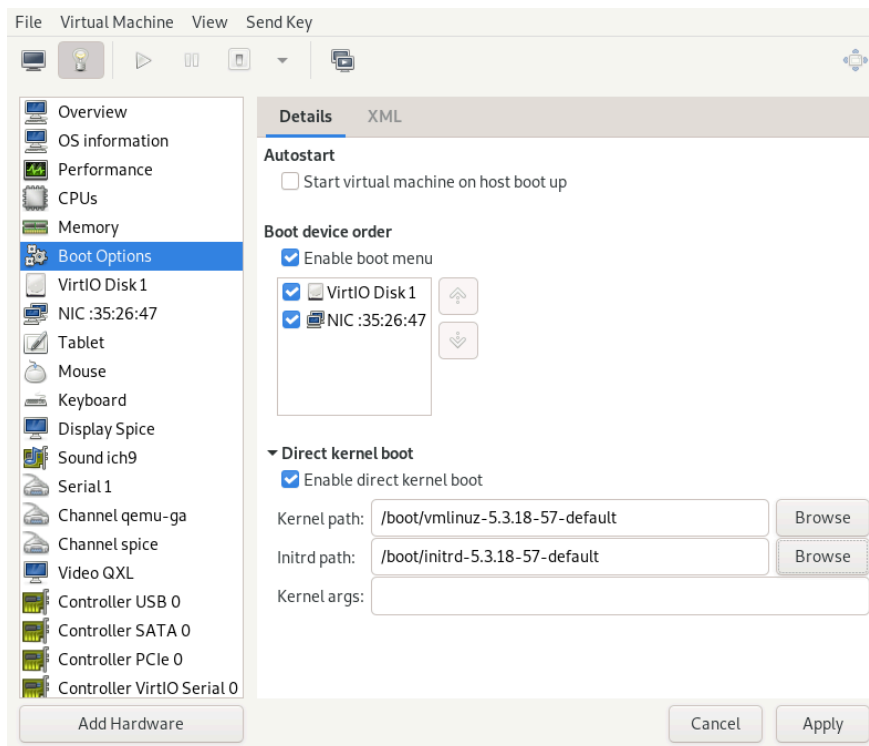 File Virtual Machine View Send Key
Overview
OS information
Performance
CPUs
Memory
Boot Options
VirtIO Disk 1
NIC :35:26:47
Tablet
Mouse
Keyboard
Display Spice
Sound ich9
Serial 1
Channel qemu-ga
Channel spice
Video QXL
Controller USB 0
Controller SATA 0
Controller PCIe 0
Controller VirtIO Serial 0
Add Hardware
Details XML
Autostart
Start virtual machine on host boot up
Boot device order
Enable boot menu
VirtIO Disk 1
NIC :35:26:47
Direct kernel boot
Enable direct kernel boot
Kernel path: /boot/vmlinuz-5.3.18-57-default Browse
Initrd path: /boot/initrd-5.3.18-57-default Browse
Kernel args:
Cancel Apply